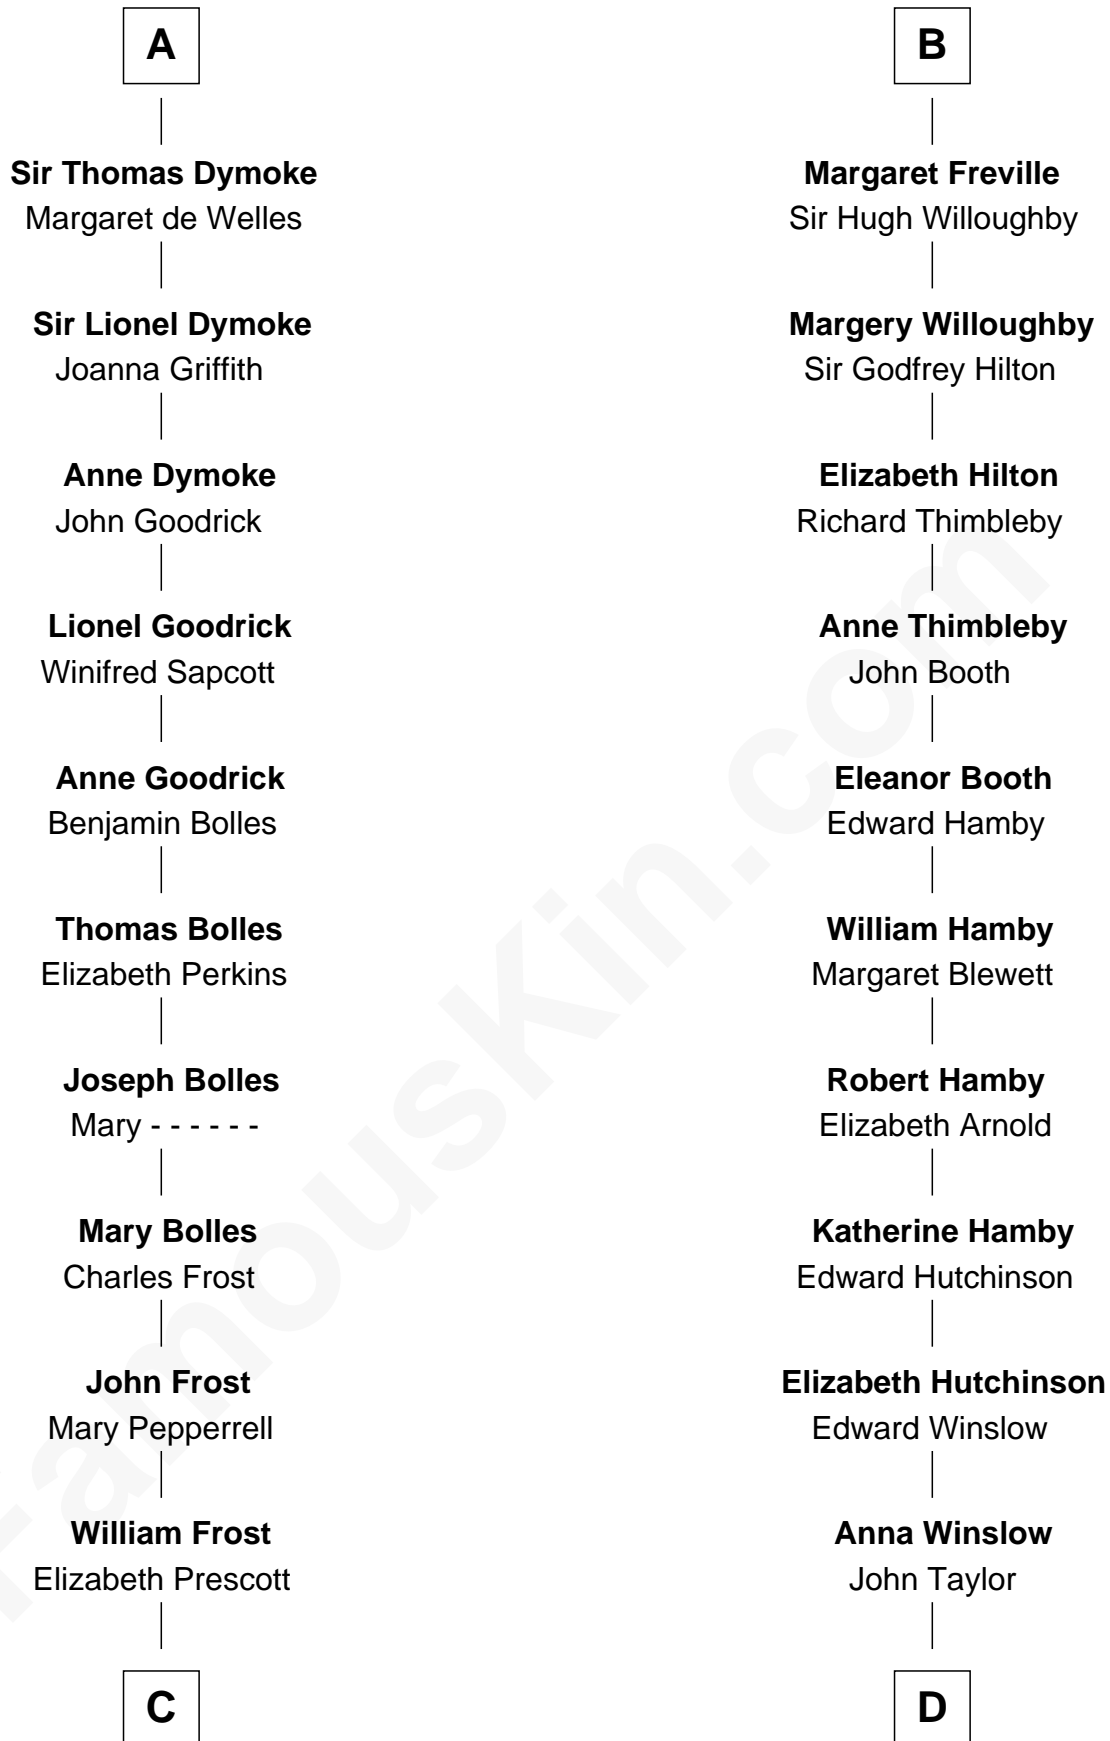 A
Sir Thomas Dymoke
Margaret de Welles
Sir Lionel Dymoke
Joanna Griffith
Anne Dymoke
John Goodrick
Lionel Goodrick
Winifred Sapcott
Anne Goodrick
Benjamin Bolles
Thomas Bolles
Elizabeth Perkins
Joseph Bolles
Mary - - - - - -
Mary Bolles
Charles Frost
John Frost
Mary Pepperrell
William Frost
Elizabeth Prescott
C
B
Margaret Freville
Sir Hugh Willoughby
Margery Willoughby
Sir Godfrey Hilton
Elizabeth Hilton
Richard Thimbleby
Anne Thimbleby
John Booth
Eleanor Booth
Edward Hamby
William Hamby
Margaret Blewett
Robert Hamby
Elizabeth Arnold
Katherine Hamby
Edward Hutchinson
Elizabeth Hutchinson
Edward Winslow
Anna Winslow
John Taylor
D
FamousKin.com